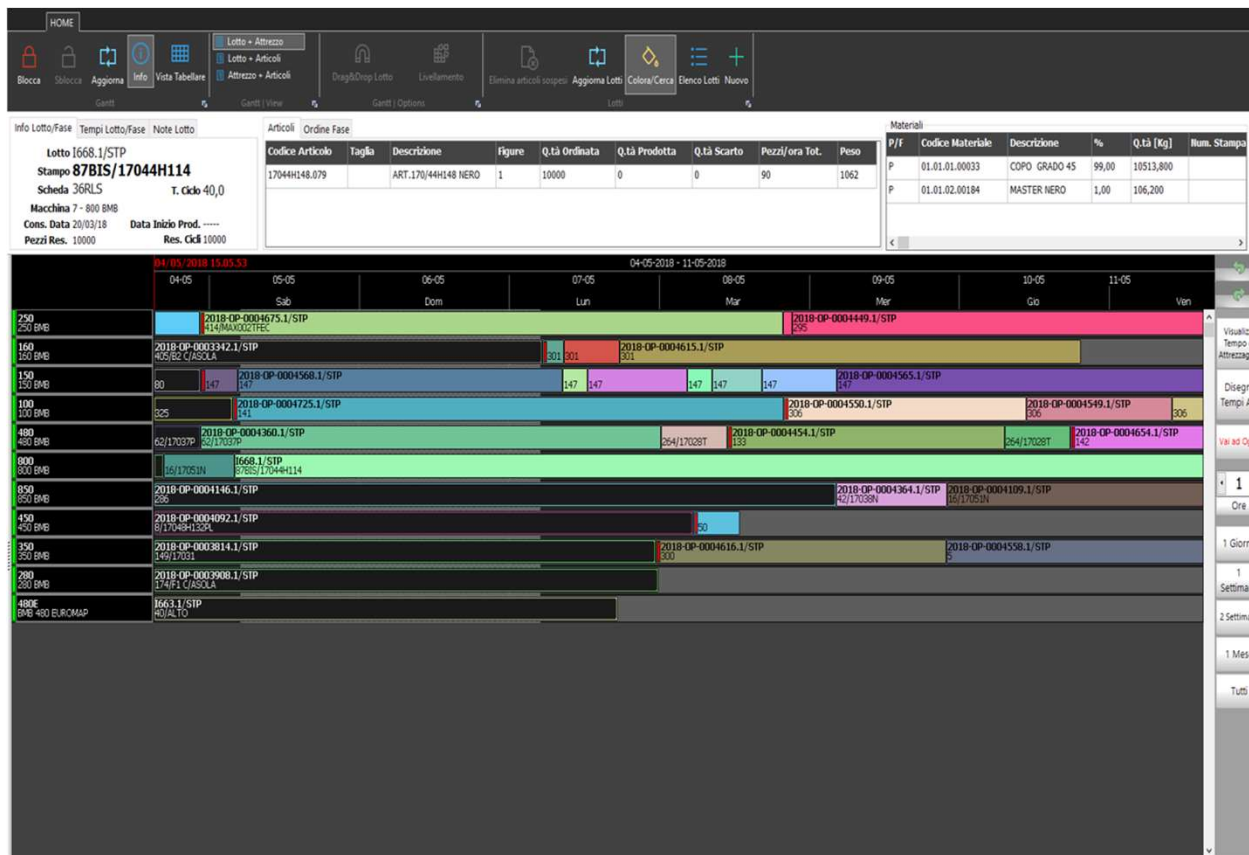 HOME
Blocca
Sblocca
Aggiorna
Info
Vista Tabellare
Lotto + Attrezzo
Lotto + Articoli
Attrezzo + Articoli
Drag&Drop Lotto
Livellamento
Elimina articoli sospesi
Aggiorna Lotti
Colora/Cerca
Elenco Lotti
Nuovo
Gantt
Gantt | View
Gantt | Options
Lotti
Info Lotto/Fase Tempi Lotto/Fase Note Lotto
Lotto I668.1/STP
Stampo 87BIS/17044H114
Scheda 36RLS T. Ciclo 40,0
Macchina 7 - 800 BMB
Cons. Data 20/03/18 Data Inizio Prod. -----
Pezzi Res. 10000 Res. Cicli 10000
Articoli Ordine Fase
Codice Articolo Taglia Descrizione Figure Q.tà Ordinata Q.tà Prodotta Q.tà Scarto Pezzi/ora Tot. Peso
17044H148.079 ART.170/44H148 NERO 1 10000 0 0 90 1062
Materiali
P/F Codice Materiale Descrizione % Q.tà [Kg] Num. Stampa
P 01.01.01.00033 COPO GRADO 45 99,00 10513,800
P 01.01.02.00184 MASTER NERO 1,00 106,200
04/05/2018 15.05.53 04-05-2018 - 11-05-2018
04-05 05-05 06-05 07-05 08-05 09-05 10-05 11-05
Sab Dom Lun Mar Mer Gio Ven
250 2018-OP-0004675.1/STP 2018-OP-0004449.1/STP
250 BMB 414/MAX002TFEC 295
160 2018-OP-0003342.1/STP 2018-OP-0004615.1/STP
160 BMB 405/B2 C/ASOLA 301 301 301
150 2018-OP-0004568.1/STP 2018-OP-0004565.1/STP
150 BMB 80 147 147 147 147 147 147 147 147
100 2018-OP-0004725.1/STP 2018-OP-0004550.1/STP 2018-OP-0004549.1/STP
100 BMB 325 141 306 306 306
480 2018-OP-0004360.1/STP 2018-OP-0004454.1/STP 2018-OP-0004654.1/STP
480 BMB 62/17037P 62/17037P 264/17028T 133 264/17028T 142
800 I668.1/STP
800 BMB 16/17051N 87BIS/17044H114
850 2018-OP-0004146.1/STP 2018-OP-0004364.1/STP 2018-OP-0004109.1/STP
850 BMB 286 42/17038N 16/17051N
450 2018-OP-0004092.1/STP
450 BMB 8/17048H132PL 50
350 2018-OP-0003814.1/STP 2018-OP-0004616.1/STP 2018-OP-0004558.1/STP
350 BMB 149/17031 300 5
280 2018-OP-0003908.1/STP
280 BMB 174/F1 C/ASOLA
480E I663.1/STP
BMB 480 EUROMAP 40/ALTO
Visualiz
Tempo
Attrezzag
Disegn
Tempi A
Vai ad Op
1
Ore
1 Giorn
1
Settima
2 Settima
1 Mes
Tutti